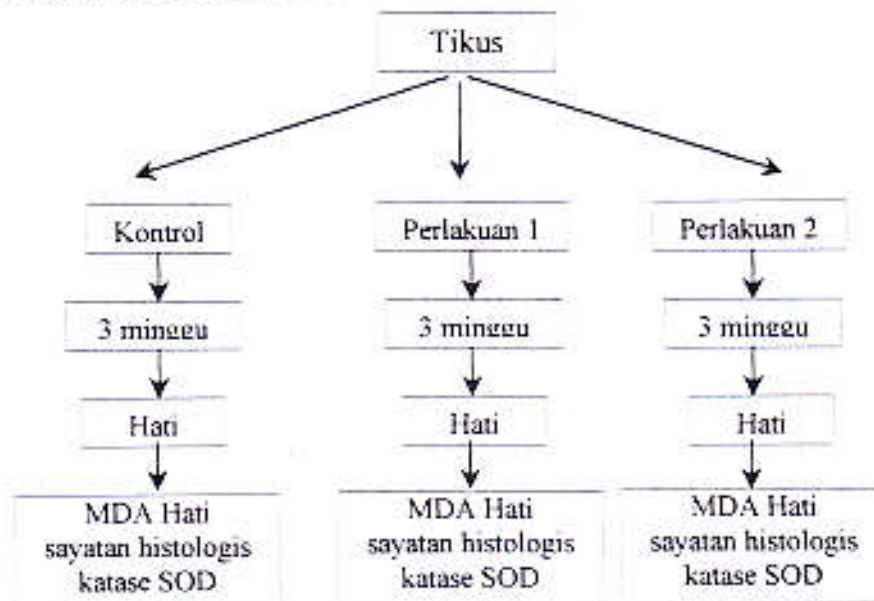 Tikus
Kontrol
Perlakuan 1
Perlakuan 2
3 minggu
3 minggu
3 minggu
Hati
Hati
Hati
MDA Hati
sayatan histologis
katase SOD
MDA Hati
sayatan histologis
katase SOD
MDA Hati
sayatan histologis
katase SOD